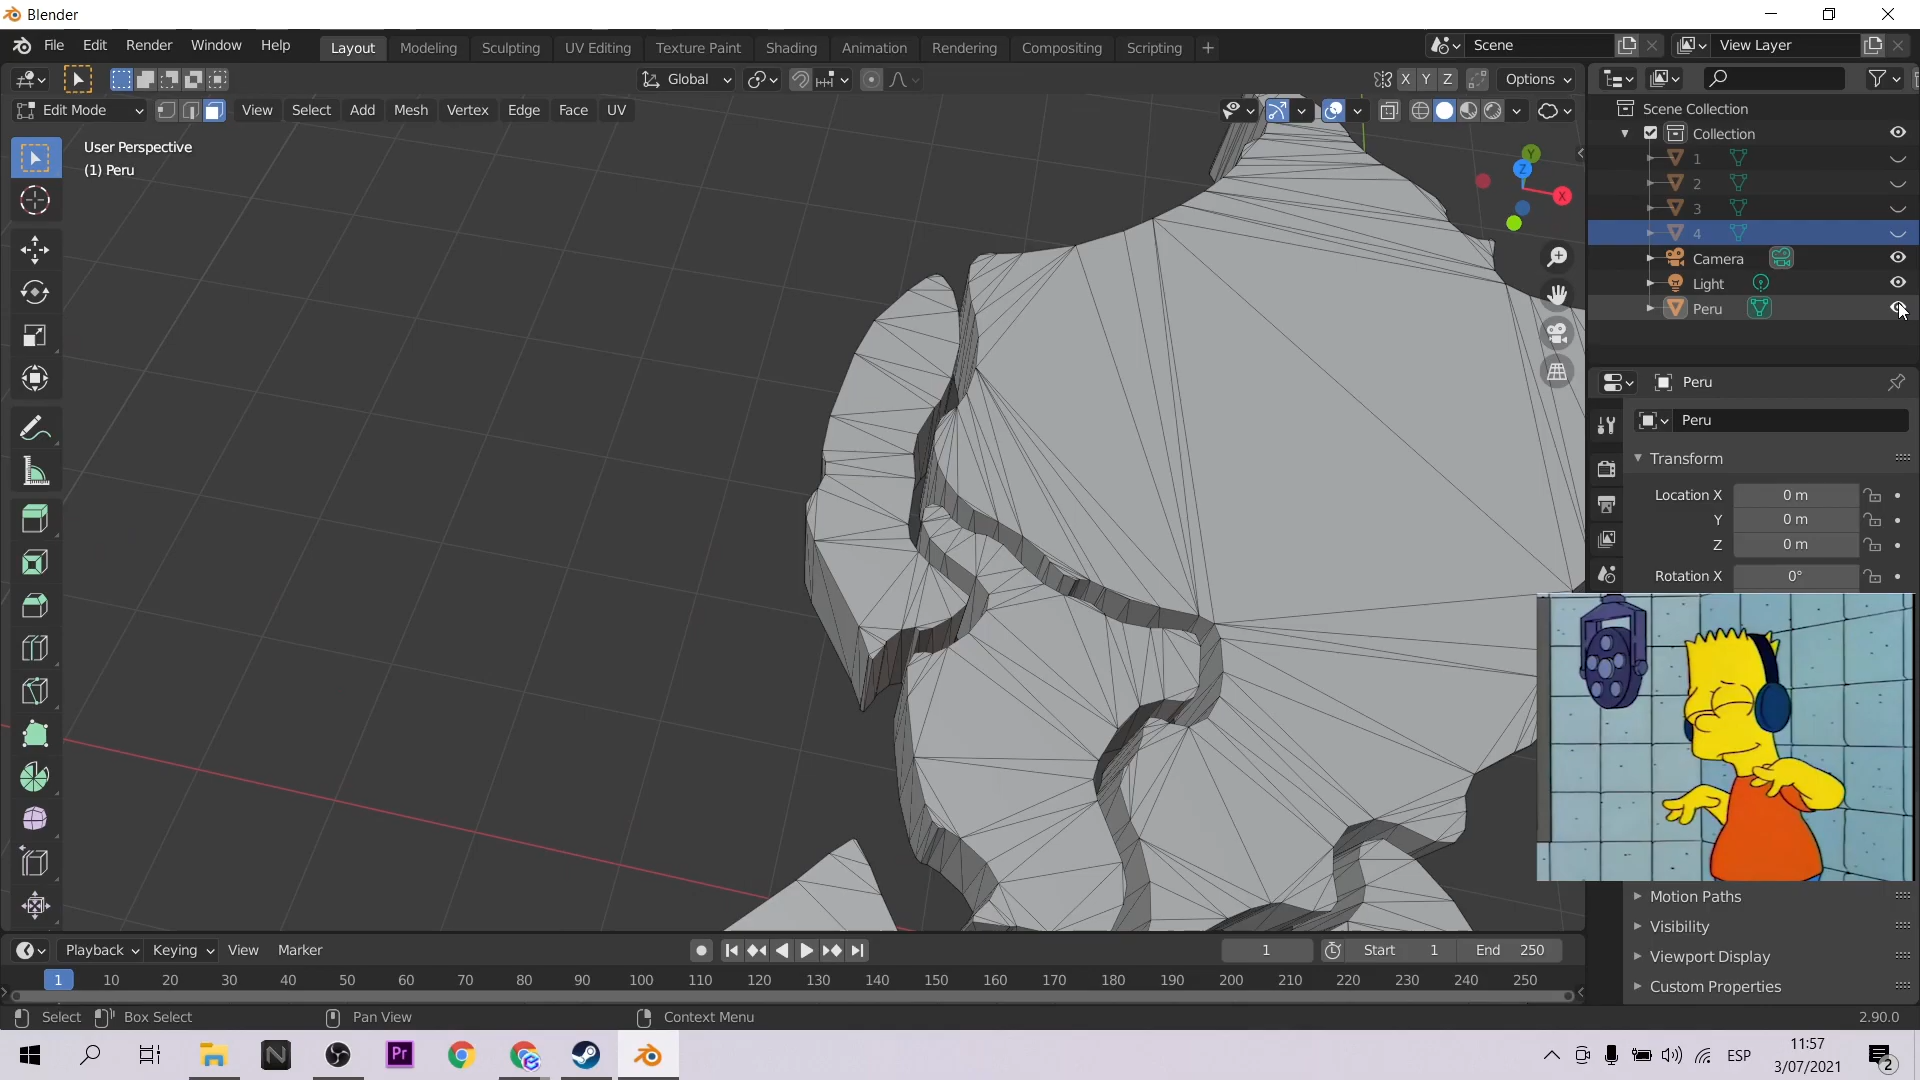 Blender
File Edit Render Window Help Layout Modeling Sculpting UV Editing Texture Paint Shading Animation Rendering Compositing Scripting + Scene View Layer
Global X Y Z Options
Edit Mode View Select Add Mesh Vertex Edge Face UV
User Perspective
(1) Peru
Y
Z
X
Scene Collection
Collection
1
2
3
4
Camera
Light
Peru
Peru
Peru
Transform
Location X 0 m
Y 0 m
Z 0 m
Rotation X 0°
Motion Paths
Visibility
Viewport Display
Custom Properties
Playback Keying View Marker 1 Start 1 End 250
1 10 20 30 40 50 60 70 80 90 100 110 120 130 140 150 160 170 180 190 200 210 220 230 240 250
Select Box Select Pan View Context Menu 2.90.0
N Pr ESP 11:57
3/07/2021 2